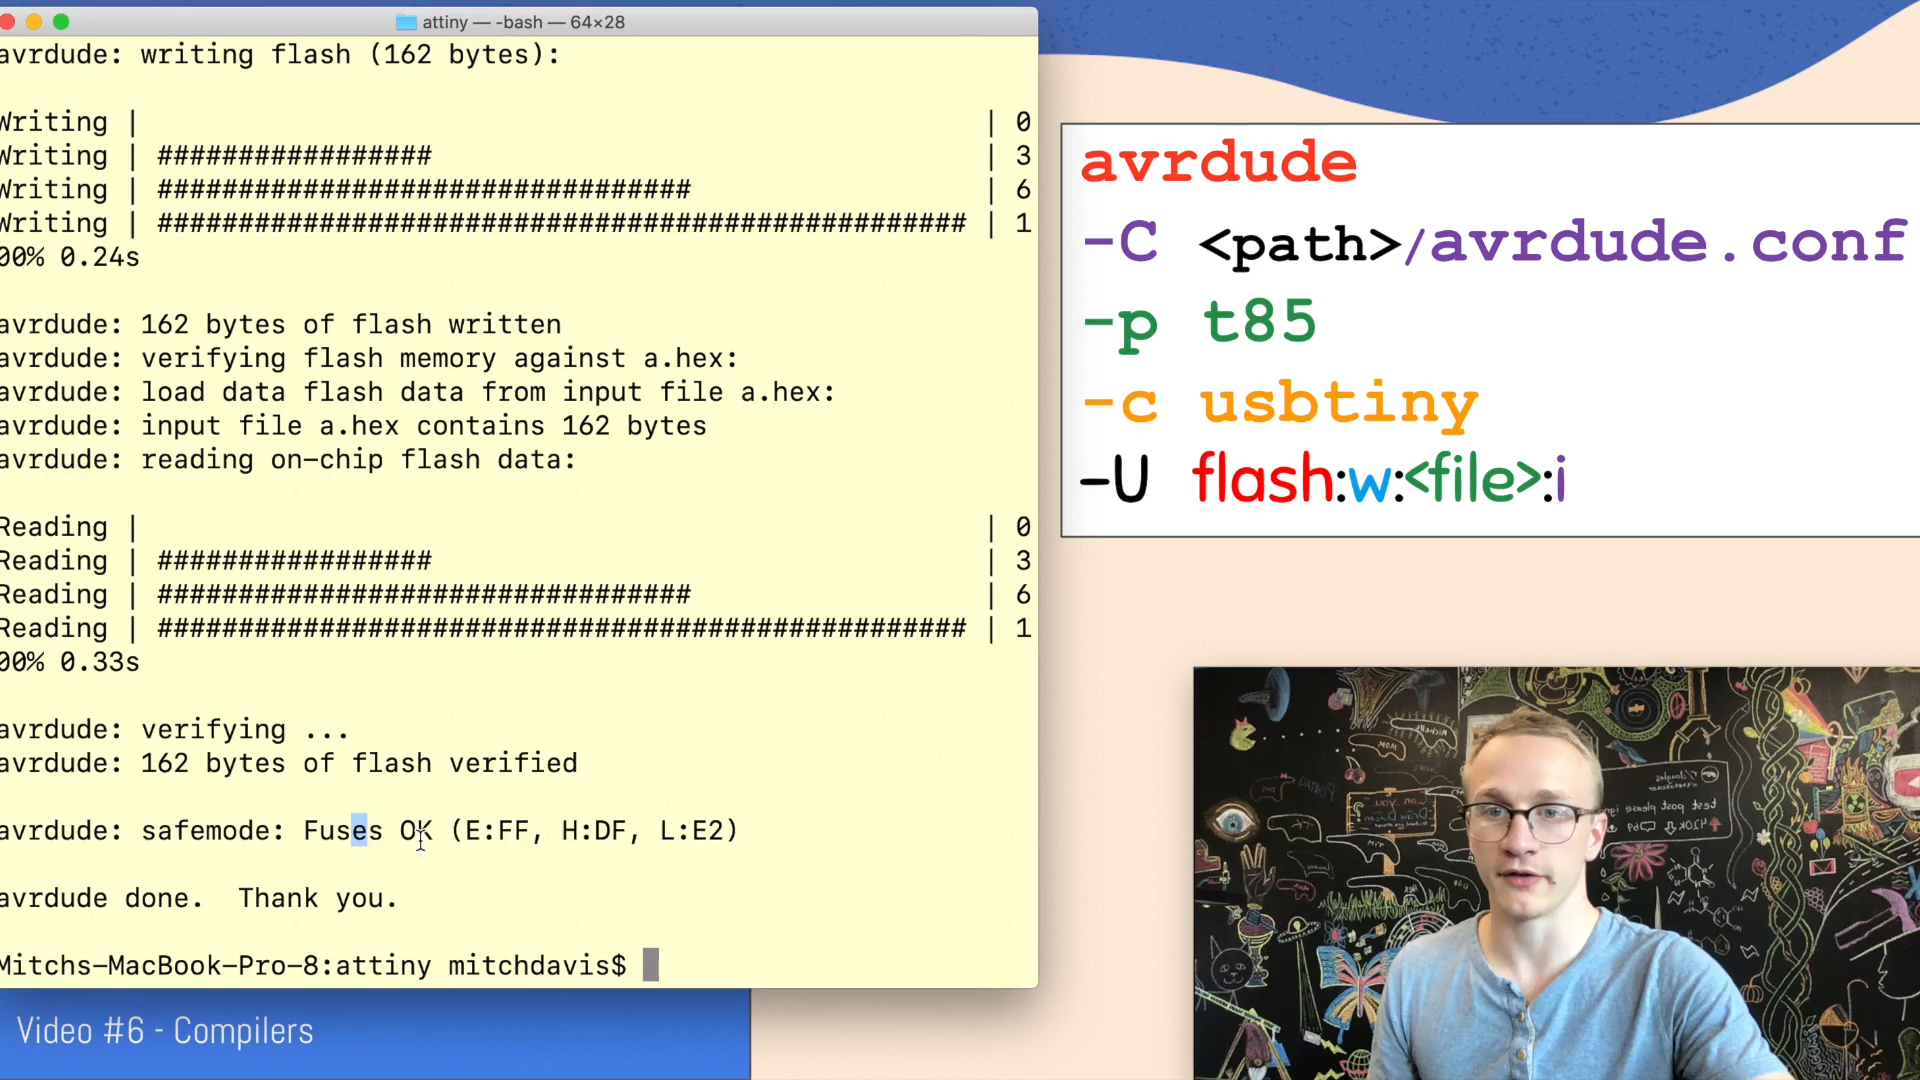 attiny — -bash — 64×28
avrdude: writing flash (162 bytes):
Writing | | 0
Writing | ################# | 3
Writing | ################################# | 6
Writing | ################################################## | 1
00% 0.24s
avrdude: 162 bytes of flash written
avrdude: verifying flash memory against a.hex:
avrdude: load data flash data from input file a.hex:
avrdude: input file a.hex contains 162 bytes
avrdude: reading on-chip flash data:
Reading | | 0
Reading | ################# | 3
Reading | ################################# | 6
Reading | ################################################## | 1
00% 0.33s
avrdude: verifying ...
avrdude: 162 bytes of flash verified
avrdude: safemode: Fuses OK (E:FF, H:DF, L:E2)
avrdude done.  Thank you.
Mitchs-MacBook-Pro-8:attiny mitchdavis$
avrdude
-C <path>/avrdude.conf
-p t85
-c usbtiny
-U flash:w:<file>:i
test post please
Video #6 - Compilers